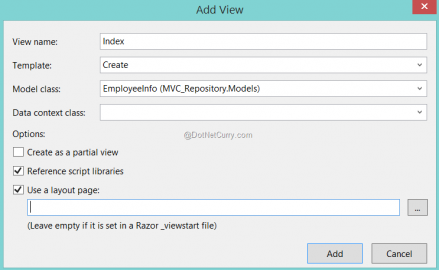 Add View
View name: Index
Template: Create
Model class: EmployeeInfo (MVC_Repository.Models)
Data context class:
@DotNetCurry.com
Options:
Create as a partial view
Reference script libraries
Use a layout page:
...
(Leave empty if it is set in a Razor _viewstart file)
Add Cancel